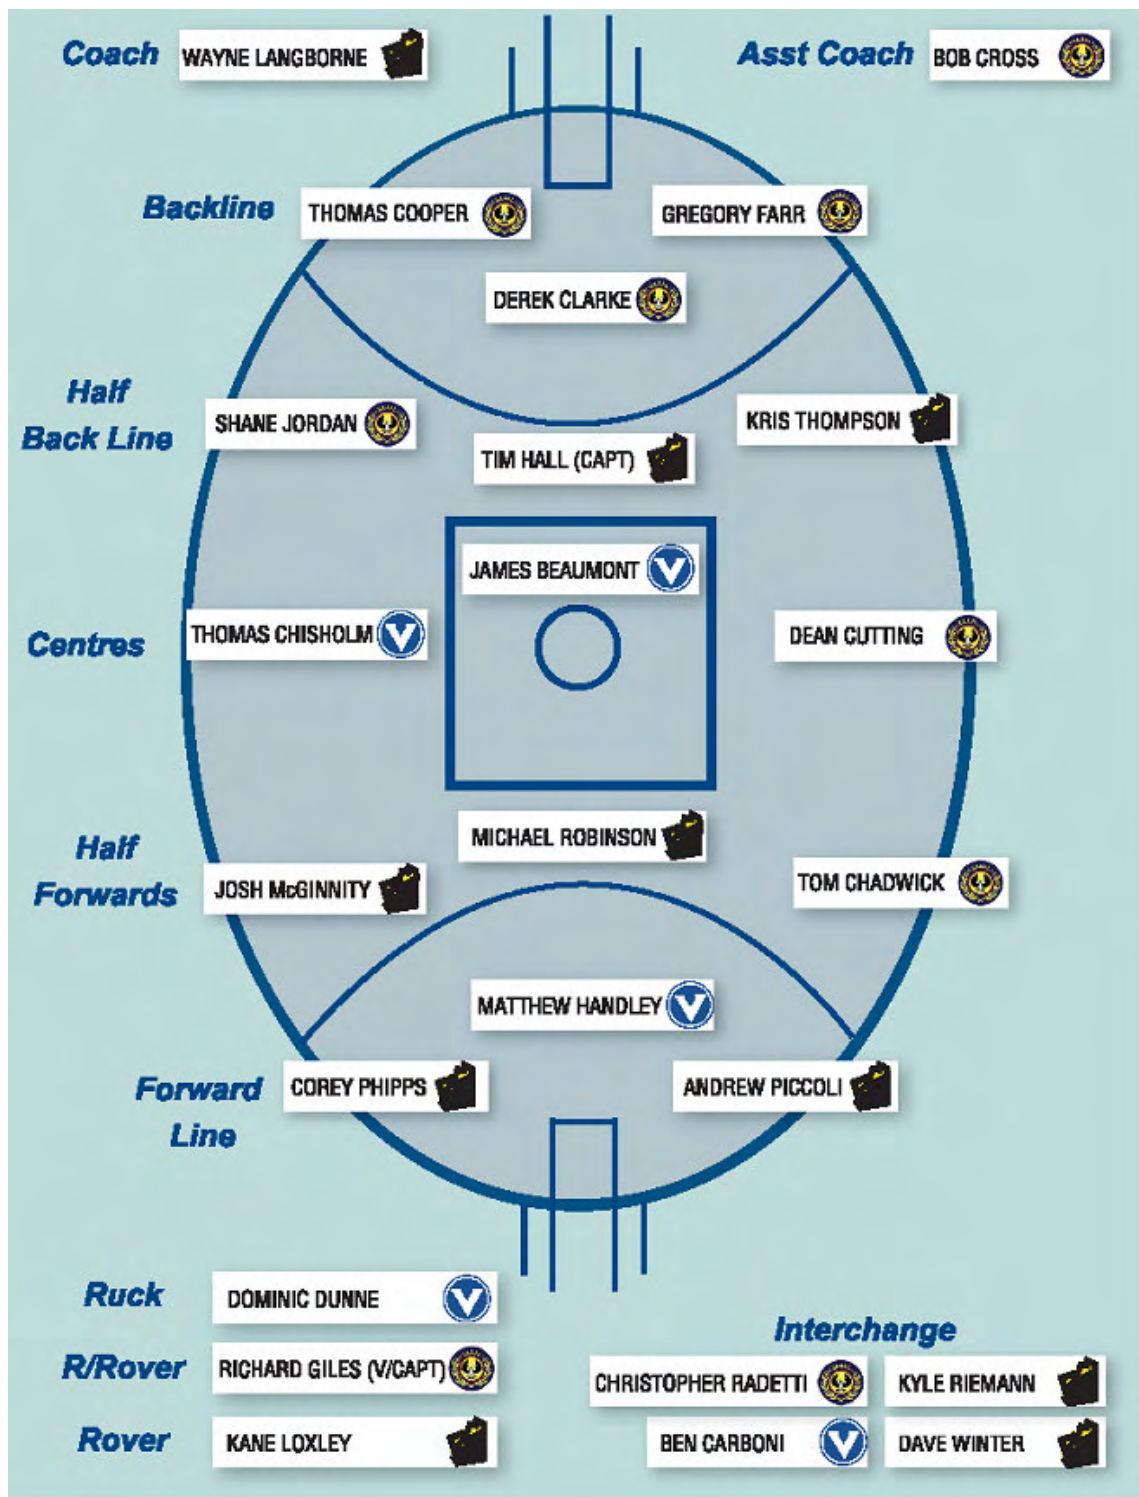 Coach WAYNE LANGBORNE Asst Coach BOB CROSS
Backline THOMAS COOPER GREGORY FARR
DEREK CLARKE
Half
Back Line SHANE JORDAN KRIS THOMPSON
TIM HALL (CAPT)
JAMES BEAUMONT
Centres THOMAS CHISHOLM DEAN CUTTING
MICHAEL ROBINSON
Half
Forwards JOSH McGINNITY TOM CHADWICK
MATTHEW HANDLEY
Forward
Line COREY PHIPPS ANDREW PICCOLI
Ruck DOMINIC DUNNE
R/Rover RICHARD GILES (V/CAPT)
Rover KANE LOXLEY
Interchange
CHRISTOPHER RADETTI KYLE RIEMANN
BEN CARBONI DAVE WINTER